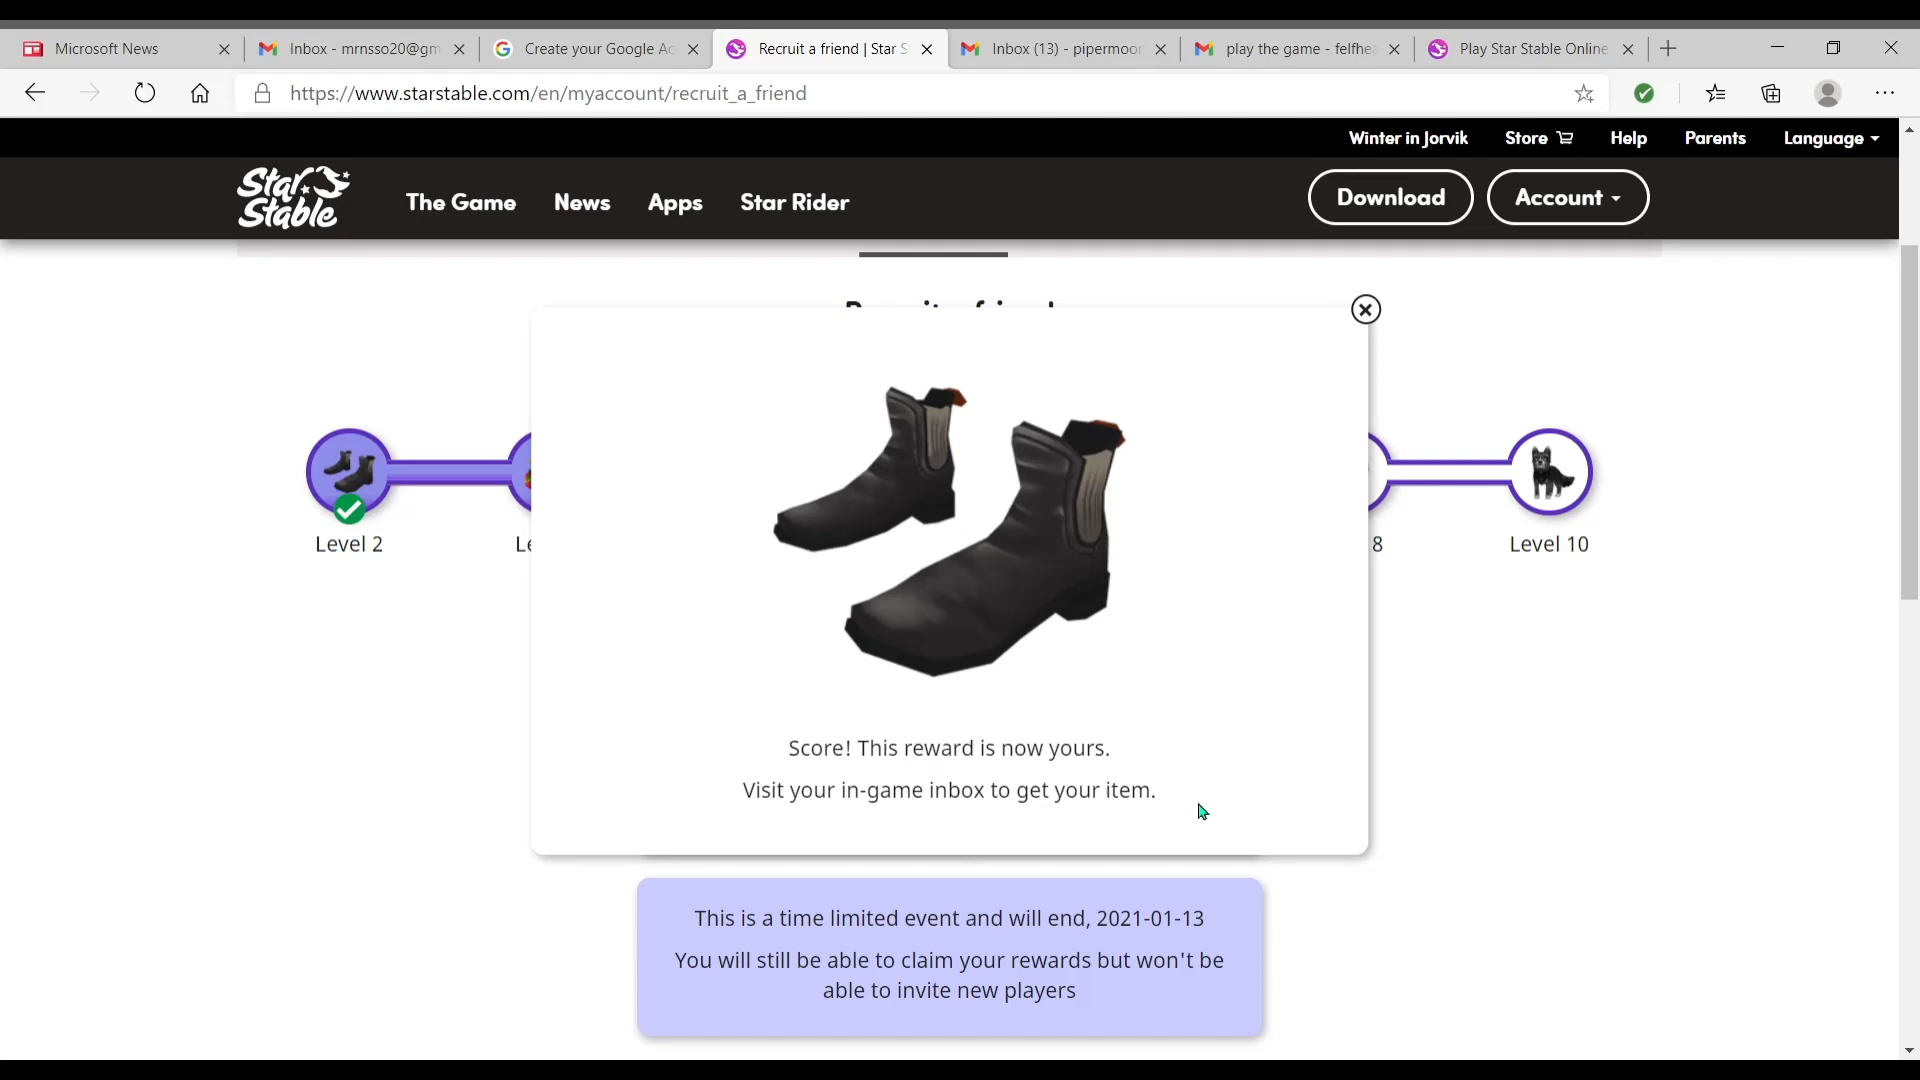 Microsoft News
Inbox - mrnsso20@gm
Create your Google Ac
Recruit a friend | Star S
Inbox (13) - pipermoor
play the game - felfhea
Play Star Stable Online
https://www.starstable.com/en/myaccount/recruit_a_friend
Winter in Jorvik
Store
Help
Parents
Language
Star
Stable
The Game
News
Apps
Star Rider
Download
Account
Level 2
Le
8
Level 10
Score! This reward is now yours.
Visit your in-game inbox to get your item.
This is a time limited event and will end, 2021-01-13
You will still be able to claim your rewards but won't be
able to invite new players